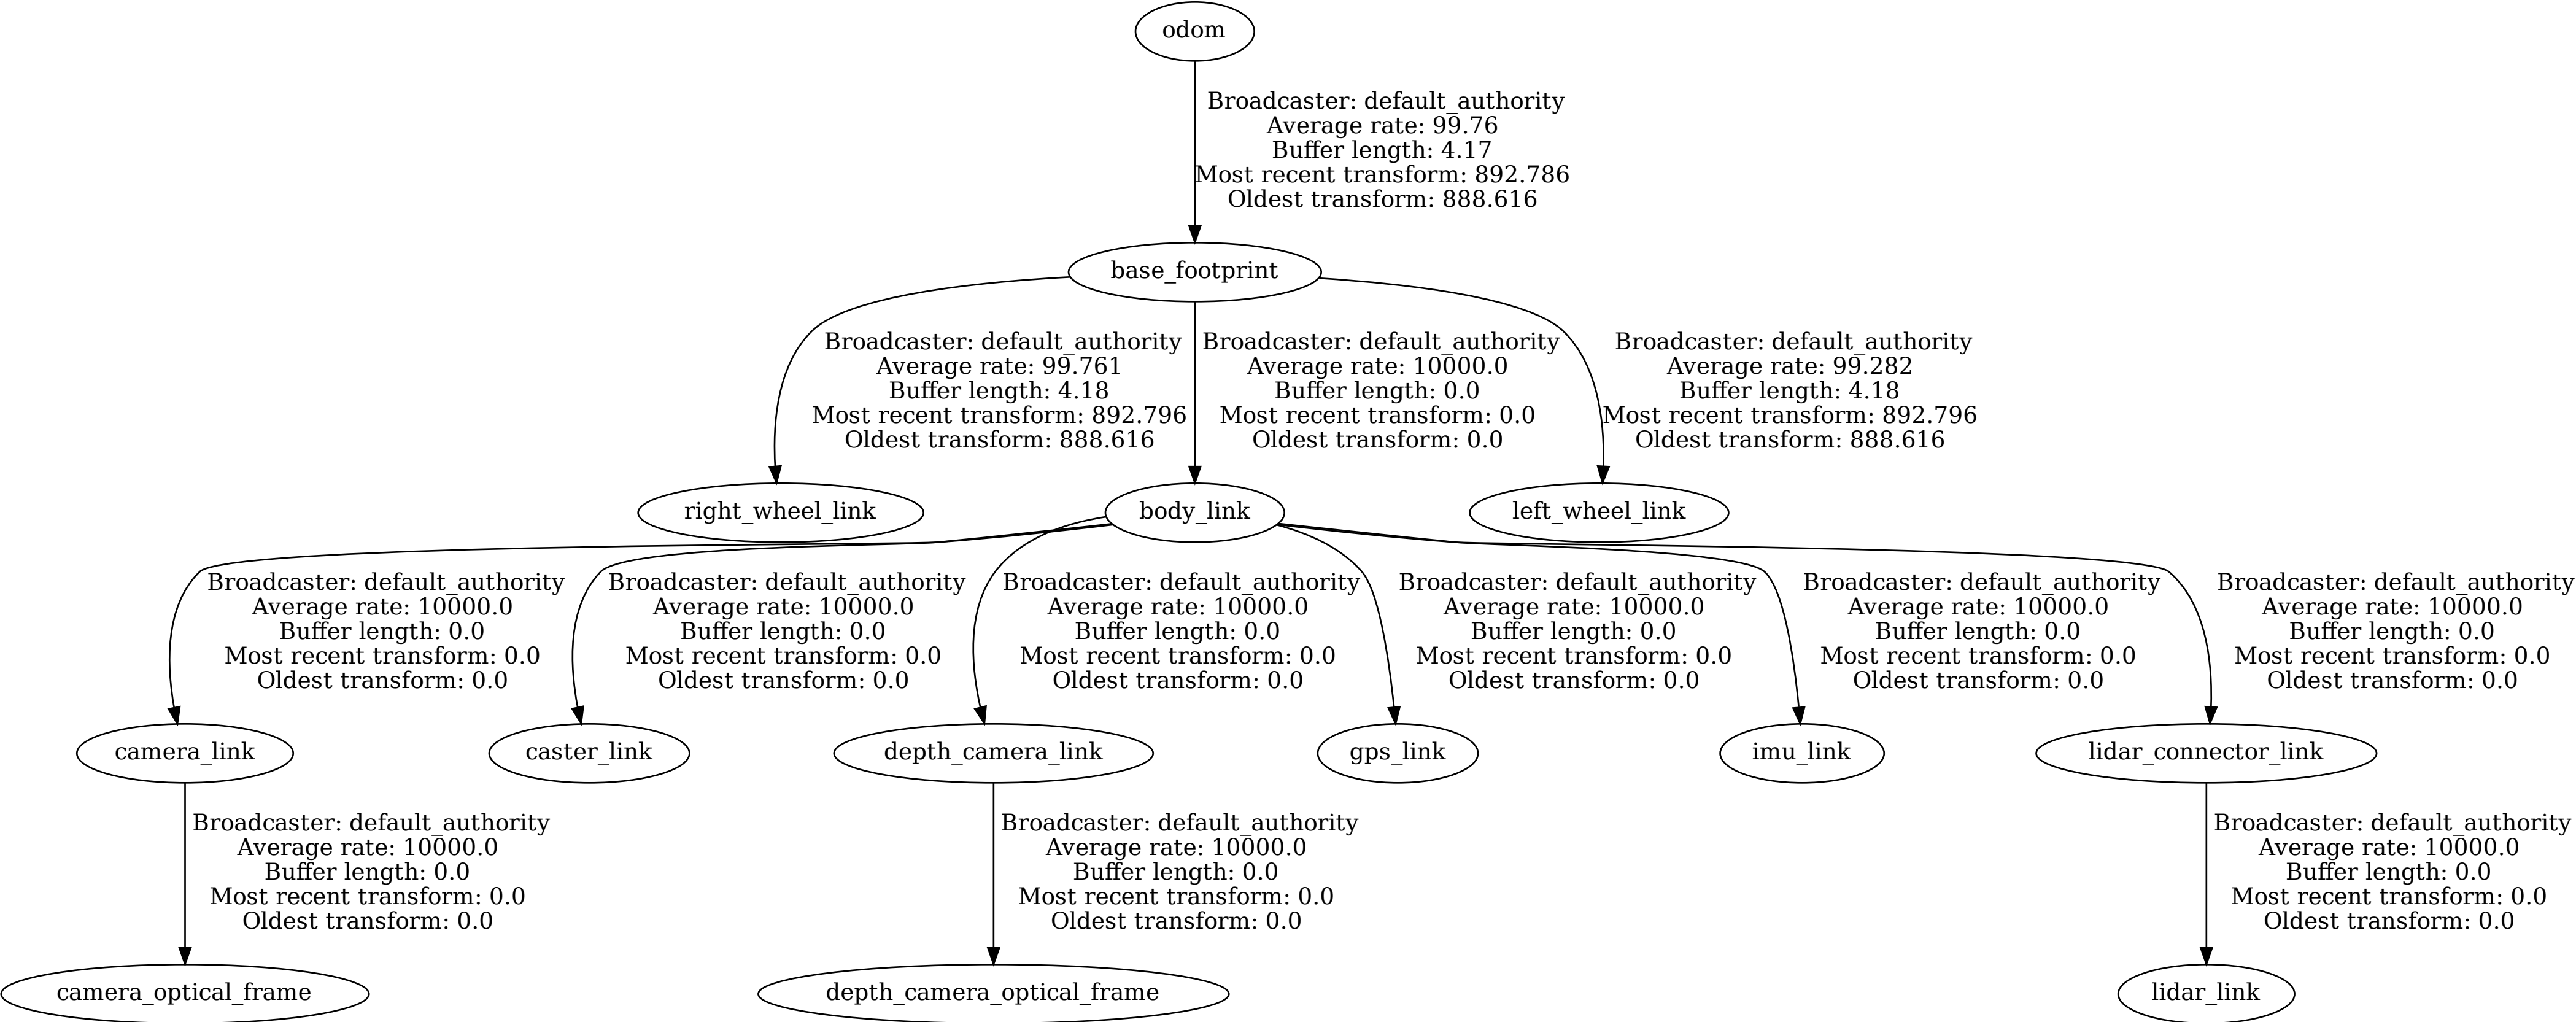 odom
Broadcaster: default_authority
Average rate: 99.76
Buffer length: 4.17
Most recent transform: 892.786
Oldest transform: 888.616
base_footprint
Broadcaster: default_authority
Average rate: 99.761
Buffer length: 4.18
Most recent transform: 892.796
Oldest transform: 888.616
Broadcaster: default_authority
Average rate: 10000.0
Buffer length: 0.0
Most recent transform: 0.0
Oldest transform: 0.0
Broadcaster: default_authority
Average rate: 99.282
Buffer length: 4.18
Most recent transform: 892.796
Oldest transform: 888.616
right_wheel_link
body_link
left_wheel_link
Broadcaster: default_authority
Average rate: 10000.0
Buffer length: 0.0
Most recent transform: 0.0
Oldest transform: 0.0
Broadcaster: default_authority
Average rate: 10000.0
Buffer length: 0.0
Most recent transform: 0.0
Oldest transform: 0.0
Broadcaster: default_authority
Average rate: 10000.0
Buffer length: 0.0
Most recent transform: 0.0
Oldest transform: 0.0
Broadcaster: default_authority
Average rate: 10000.0
Buffer length: 0.0
Most recent transform: 0.0
Oldest transform: 0.0
Broadcaster: default_authority
Average rate: 10000.0
Buffer length: 0.0
Most recent transform: 0.0
Oldest transform: 0.0
Broadcaster: default_authority
Average rate: 10000.0
Buffer length: 0.0
Most recent transform: 0.0
Oldest transform: 0.0
camera_link
caster_link
depth_camera_link
gps_link
imu_link
lidar_connector_link
Broadcaster: default_authority
Average rate: 10000.0
Buffer length: 0.0
Most recent transform: 0.0
Oldest transform: 0.0
Broadcaster: default_authority
Average rate: 10000.0
Buffer length: 0.0
Most recent transform: 0.0
Oldest transform: 0.0
Broadcaster: default_authority
Average rate: 10000.0
Buffer length: 0.0
Most recent transform: 0.0
Oldest transform: 0.0
camera_optical_frame
depth_camera_optical_frame
lidar_link